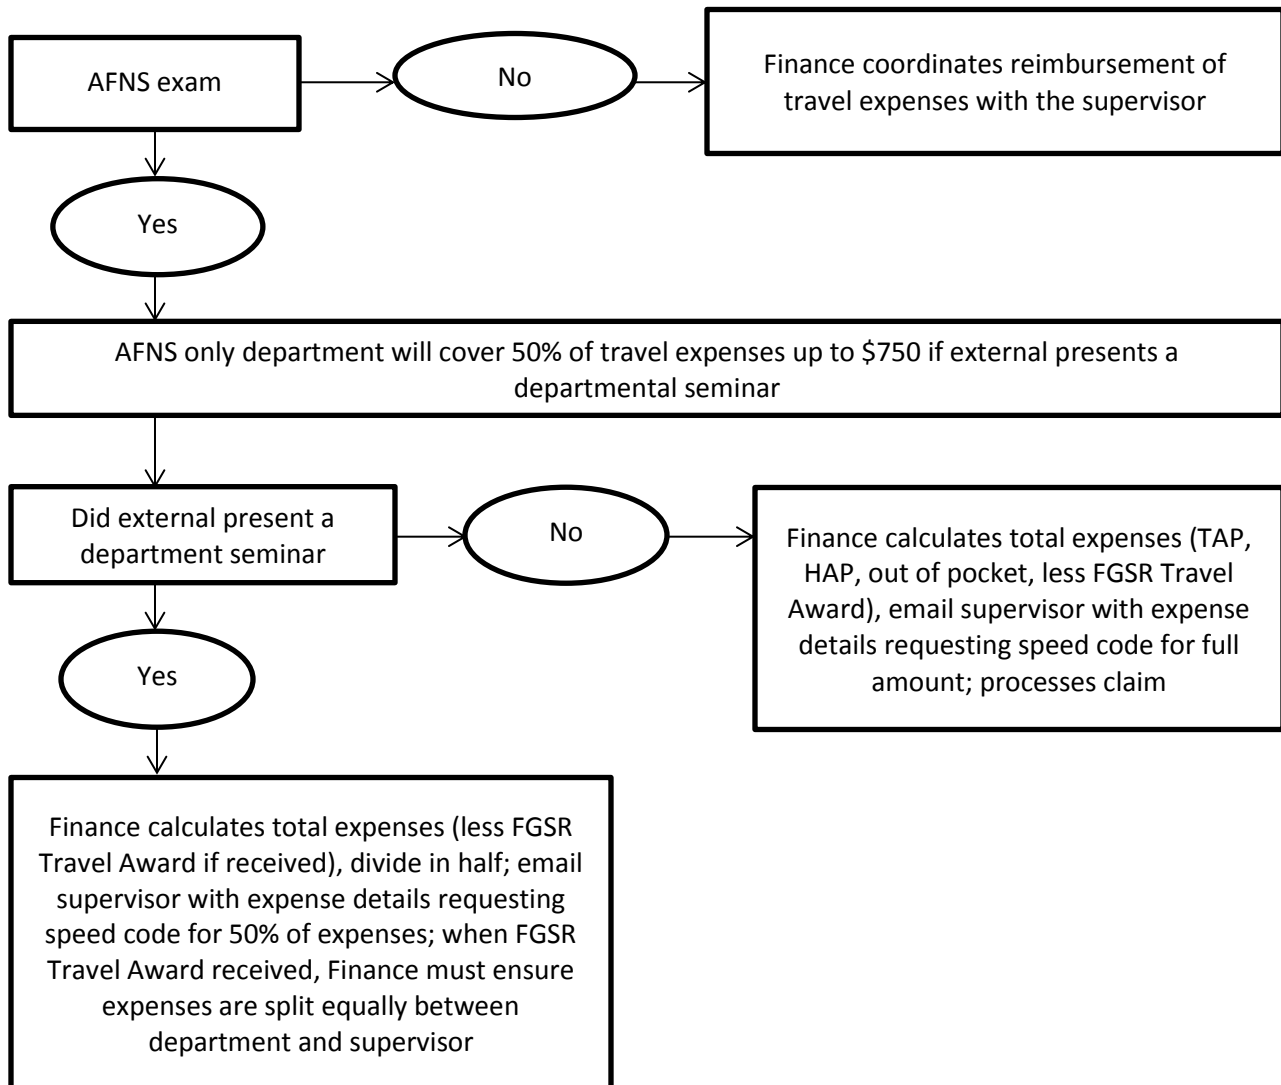 AFNS exam
No
Finance coordinates reimbursement of
travel expenses with the supervisor
Yes
AFNS only department will cover 50% of travel expenses up to $750 if external presents a
departmental seminar
Did external present a
department seminar
No
Finance calculates total expenses (TAP,
HAP, out of pocket, less FGSR Travel
Award), email supervisor with expense
details requesting speed code for full
amount; processes claim
Yes
Finance calculates total expenses (less FGSR
Travel Award if received), divide in half; email
supervisor with expense details requesting
speed code for 50% of expenses; when FGSR
Travel Award received, Finance must ensure
expenses are split equally between
department and supervisor